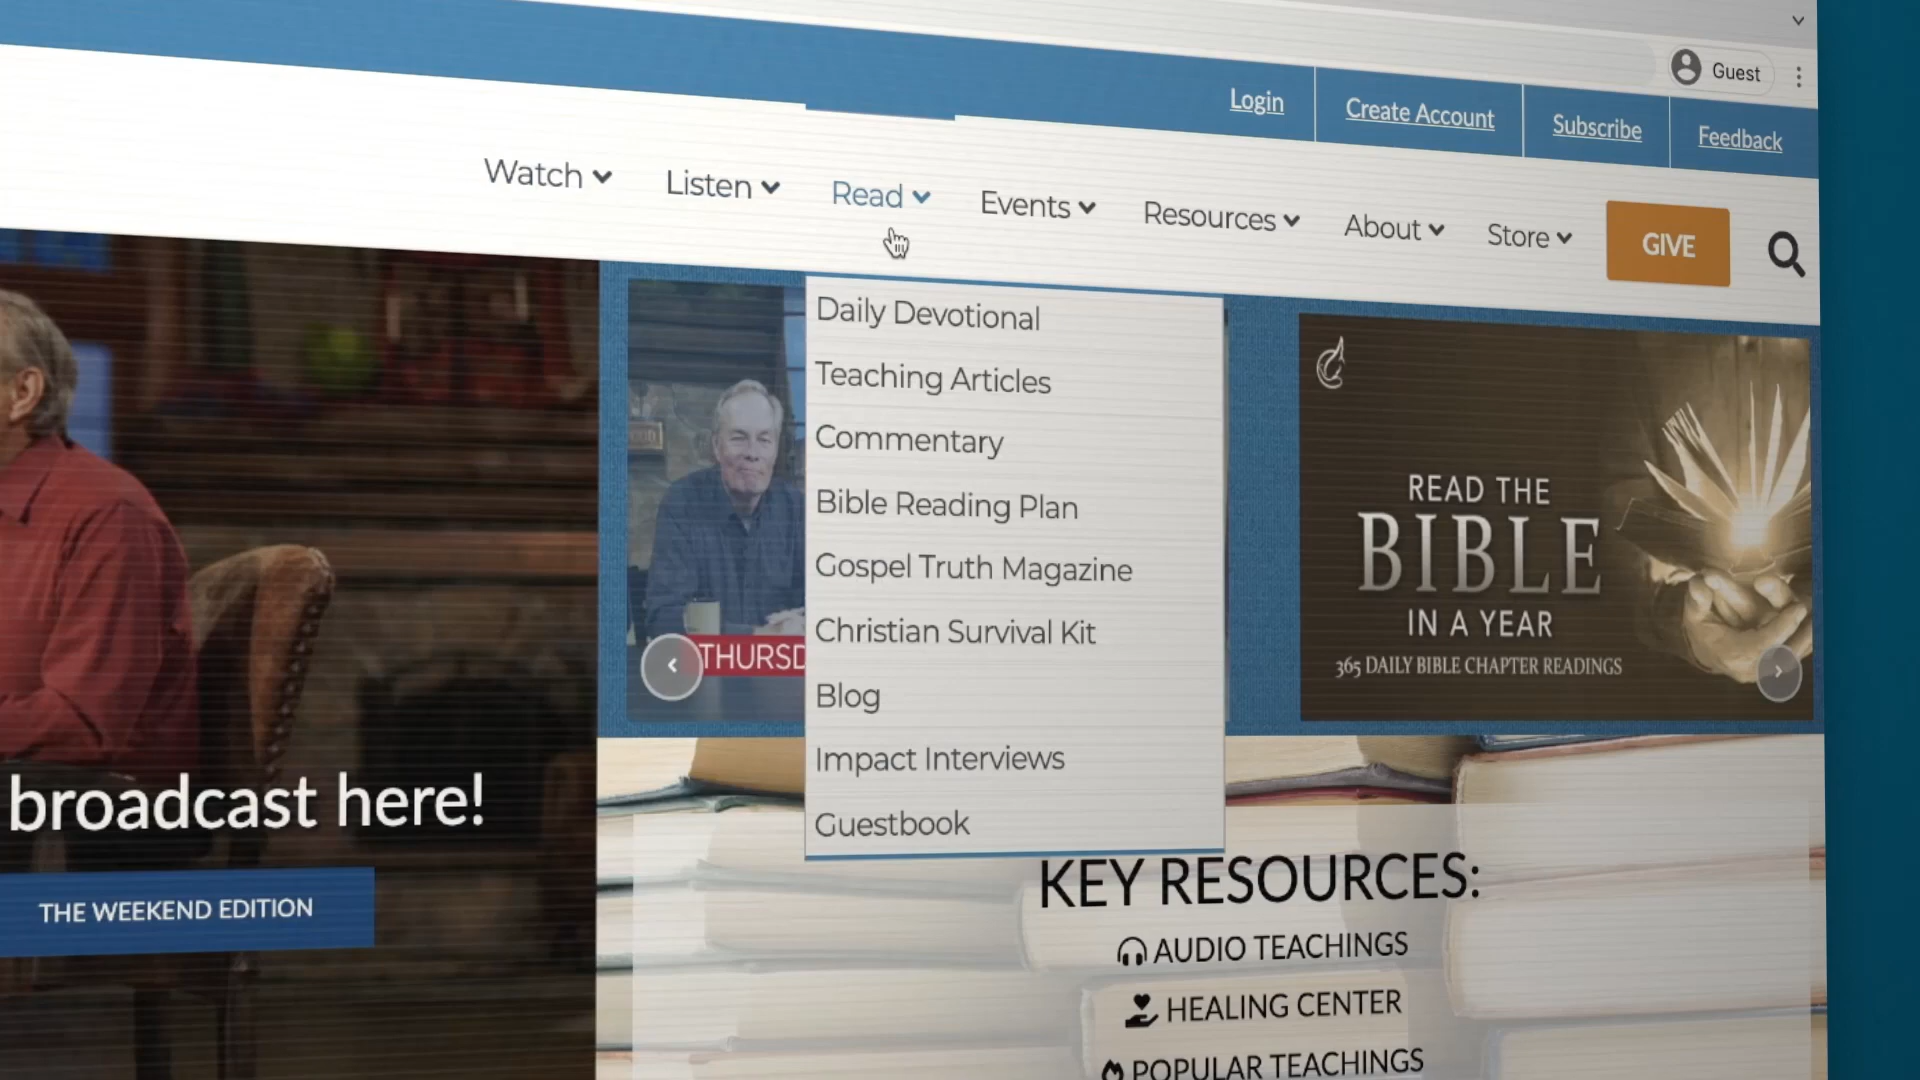 Guest
Login
Create Account
Subscribe
Feedback
Watch
Listen
Read
Events
Resources
About
Store
GIVE
Daily Devotional
Teaching Articles
Commentary
Bible Reading Plan
Gospel Truth Magazine
Christian Survival Kit
Blog
Impact Interviews
Guestbook
THURSD
READ THE
BIBLE
IN A YEAR
365 DAILY BIBLE CHAPTER READINGS
broadcast here!
THE WEEKEND EDITION
KEY RESOURCES:
AUDIO TEACHINGS
HEALING CENTER
POPULAR TEACHINGS